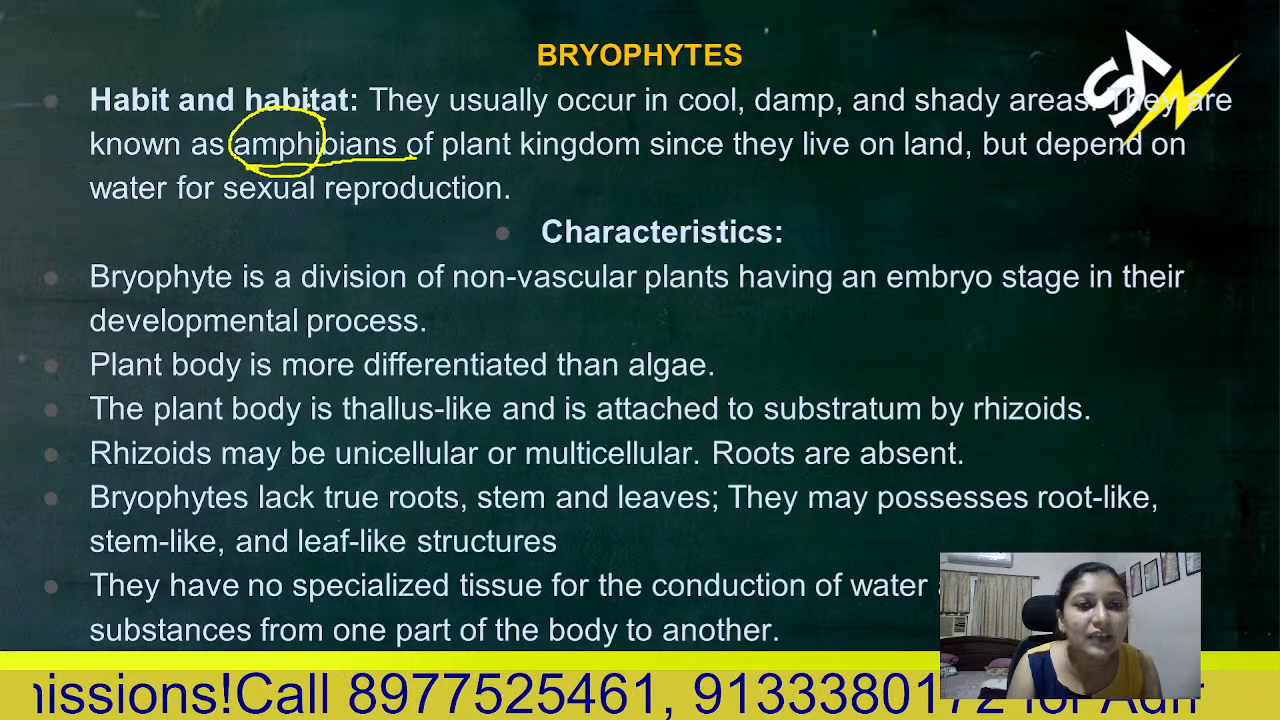 BRYOPHYTES
Habit and habitat: They usually occur in cool, damp, and shady areas. They are
known as amphibians of plant kingdom since they live on land, but depend on
water for sexual reproduction.
Characteristics:
Bryophyte is a division of non-vascular plants having an embryo stage in their
developmental process.
Plant body is more differentiated than algae.
The plant body is thallus-like and is attached to substratum by rhizoids.
Rhizoids may be unicellular or multicellular. Roots are absent.
Bryophytes lack true roots, stem and leaves; They may possesses root-like,
stem-like, and leaf-like structures
They have no specialized tissue for the conduction of water
substances from one part of the body to another.
nissions!Call 8977525461, 9133380172 for Adm